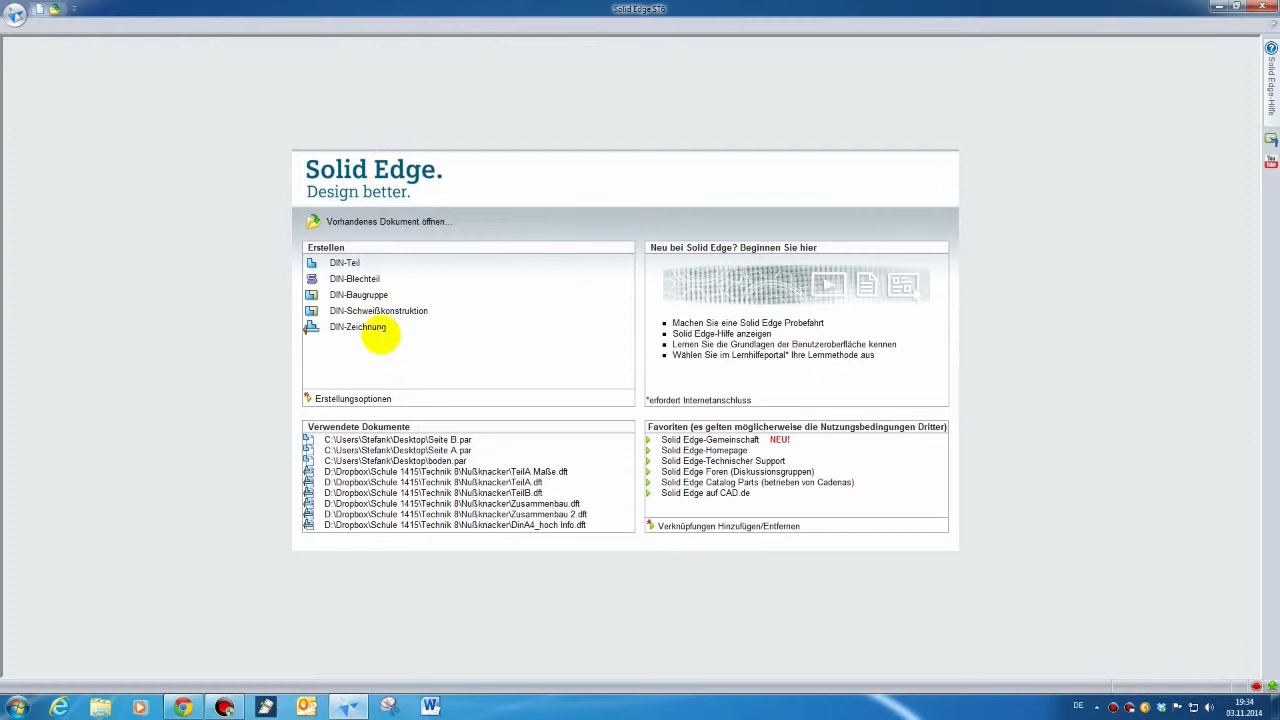 Solid Edge ST6
Solid Edge-Hilfe
You
Tube
Solid Edge.
Design better.
Vorhandenes Dokument öffnen...
Erstellen
DIN-Teil
DIN-Blechteil
DIN-Baugruppe
DIN-Schweißkonstruktion
DIN-Zeichnung
Erstellungsoptionen
Neu bei Solid Edge? Beginnen Sie hier
Machen Sie eine Solid Edge Probefahrt
Solid Edge-Hilfe anzeigen
Lernen Sie die Grundlagen der Benutzeroberfläche kennen
Wählen Sie im Lernhilfeportal* Ihre Lernmethode aus
*erfordert Internetanschluss
Verwendete Dokumente
C:\Users\Stefank\Desktop\Seite B.par
C:\Users\Stefank\Desktop\Seite A.par
C:\Users\Stefank\Desktop\boden.par
D:\Dropbox\Schule 1415\Technik 8\Nußknacker\TeilA Maße.dft
D:\Dropbox\Schule 1415\Technik 8\Nußknacker\TeilA.dft
D:\Dropbox\Schule 1415\Technik 8\Nußknacker\TeilB.dft
D:\Dropbox\Schule 1415\Technik 8\Nußknacker\Zusammenbau.dft
D:\Dropbox\Schule 1415\Technik 8\Nußknacker\Zusammenbau 2.dft
D:\Dropbox\Schule 1415\Technik 8\Nußknacker\DinA4_hoch Info.dft
Favoriten (es gelten möglicherweise die Nutzungsbedingungen Dritter)
Solid Edge-Gemeinschaft NEU!
Solid Edge-Homepage
Solid Edge-Technischer Support
Solid Edge Foren (Diskussionsgruppen)
Solid Edge Catalog Parts (betrieben von Cadenas)
Solid Edge auf CAD.de
Verknüpfungen Hinzufügen/Entfernen
DE
19:34
03.11.2014